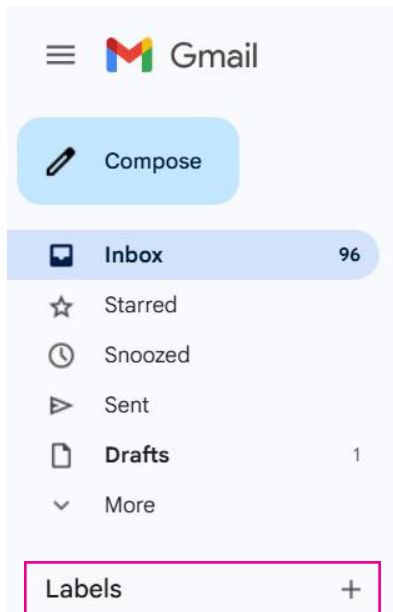 Gmail
Compose
Inbox 96
Starred
Snoozed
Sent
Drafts 1
More
Labels +